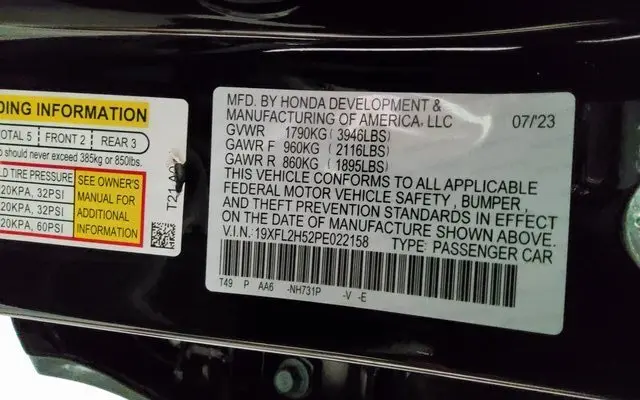 DING INFORMATION
OTAL 5 FRONT 2 REAR 3
should never exceed 385kg or 850lbs.
TIRE PRESSURE
20KPA, 32PSI
20KPA, 32PSI
20KPA, 60PSI
SEE OWNER'S
MANUAL FOR
ADDITIONAL
INFORMATION
MFD. BY HONDA DEVELOPMENT &
MANUFACTURING OF AMERICA, LLC 07/'23
GVWR 1790KG (3946LBS)
GAWR F 960KG (2116LBS)
GAWR R 860KG (1895LBS)
THIS VEHICLE CONFORMS TO ALL APPLICABLE
FEDERAL MOTOR VEHICLE SAFETY, BUMPER,
AND THEFT PREVENTION STANDARDS IN EFFECT
ON THE DATE OF MANUFACTURE SHOWN ABOVE.
V.I.N: 19XFL2H52PE022158 TYPE: PASSENGER CAR
T49 P AA6 -NH731P -V -E